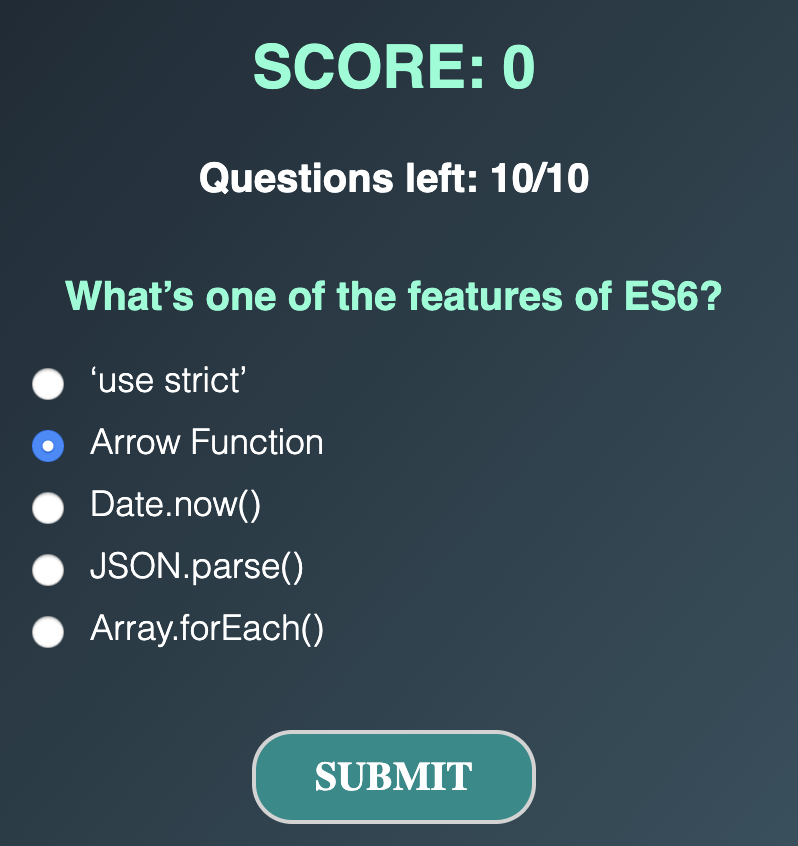 SCORE: 0
Questions left: 10/10
What’s one of the features of ES6?
‘use strict’
Arrow Function
Date.now()
JSON.parse()
Array.forEach()
SUBMIT